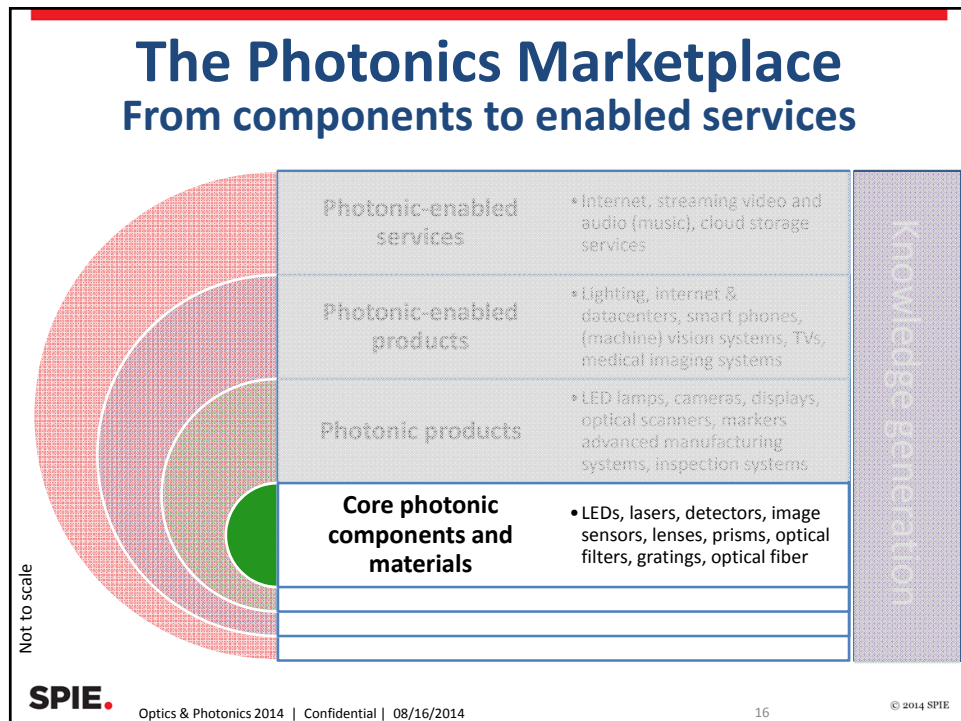 The Photonics Marketplace
From components to enabled services
Photonic-enabled
services
•Internet, streaming video and
audio (music), cloud storage
services
Photonic-enabled
products
•Lighting, internet &
datacenters, smart phones,
(machine) vision systems, TVs,
medical imaging systems
Photonic products
•LED lamps, cameras, displays,
optical scanners, markers
advanced manufacturing
systems, inspection systems
Core photonic
components and
materials
•LEDs, lasers, detectors, image
sensors, lenses, prisms, optical
filters, gratings, optical fiber
Knowledge generation
Not to scale
SPIE.
Optics & Photonics 2014 | Confidential | 08/16/2014
16
© 2014 SPIE